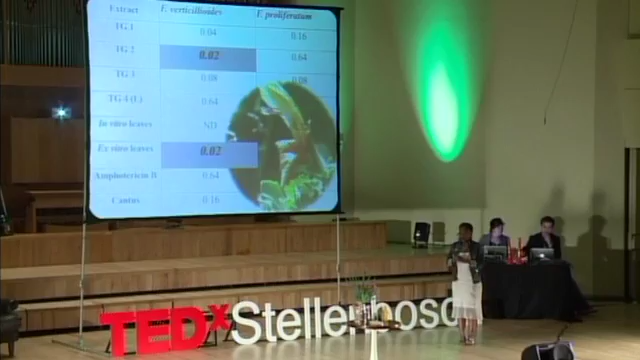 Extract F. verticillioides F. proliferatum
TG 1 0.04 0.16
TG 2 0.02 0.64
TG 3 0.08 0.08
TG 4 (L) 0.64
In vitro leaves ND
Ex vitro leaves 0.02
Amphotericin B 0.64
Cantus 0.16
TEDxStellenbosch